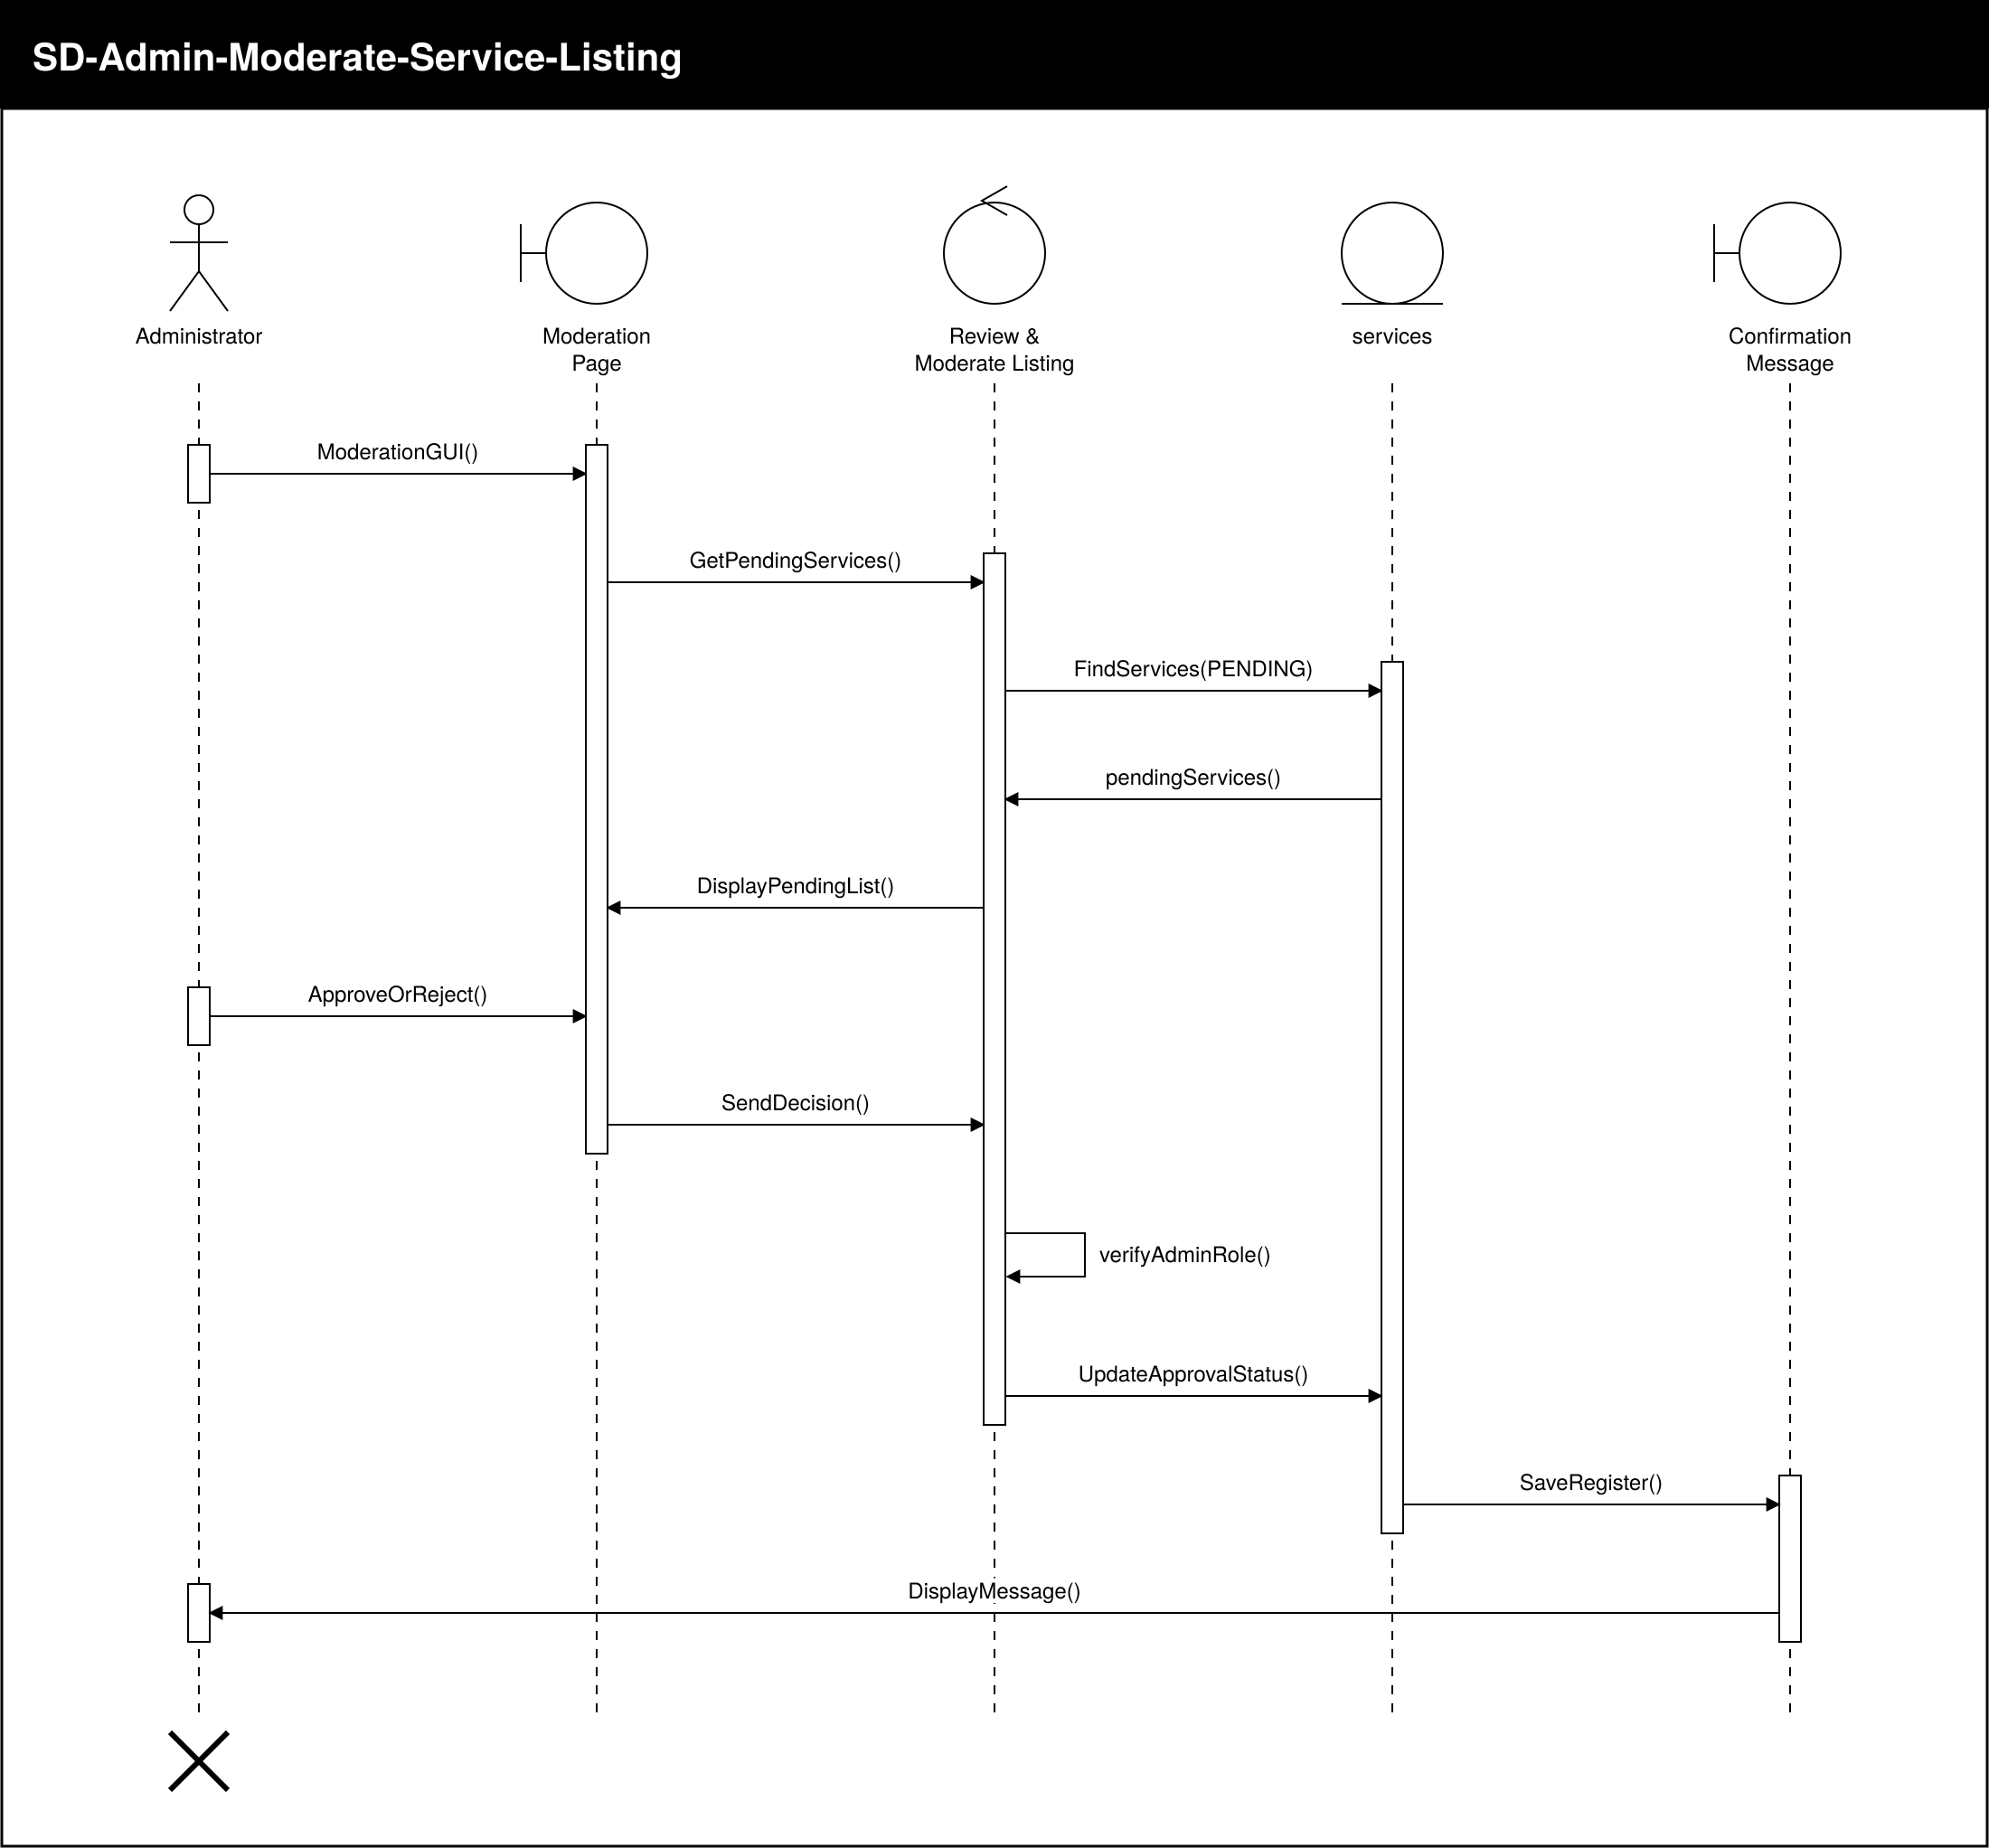 SD-Admin-Moderate-Service-Listing
Administrator
Moderation
Page
Review &
Moderate Listing
services
Confirmation
Message
ModerationGUI()
GetPendingServices()
FindServices(PENDING)
pendingServices()
DisplayPendingList()
ApproveOrReject()
SendDecision()
verifyAdminRole()
UpdateApprovalStatus()
SaveRegister()
DisplayMessage()